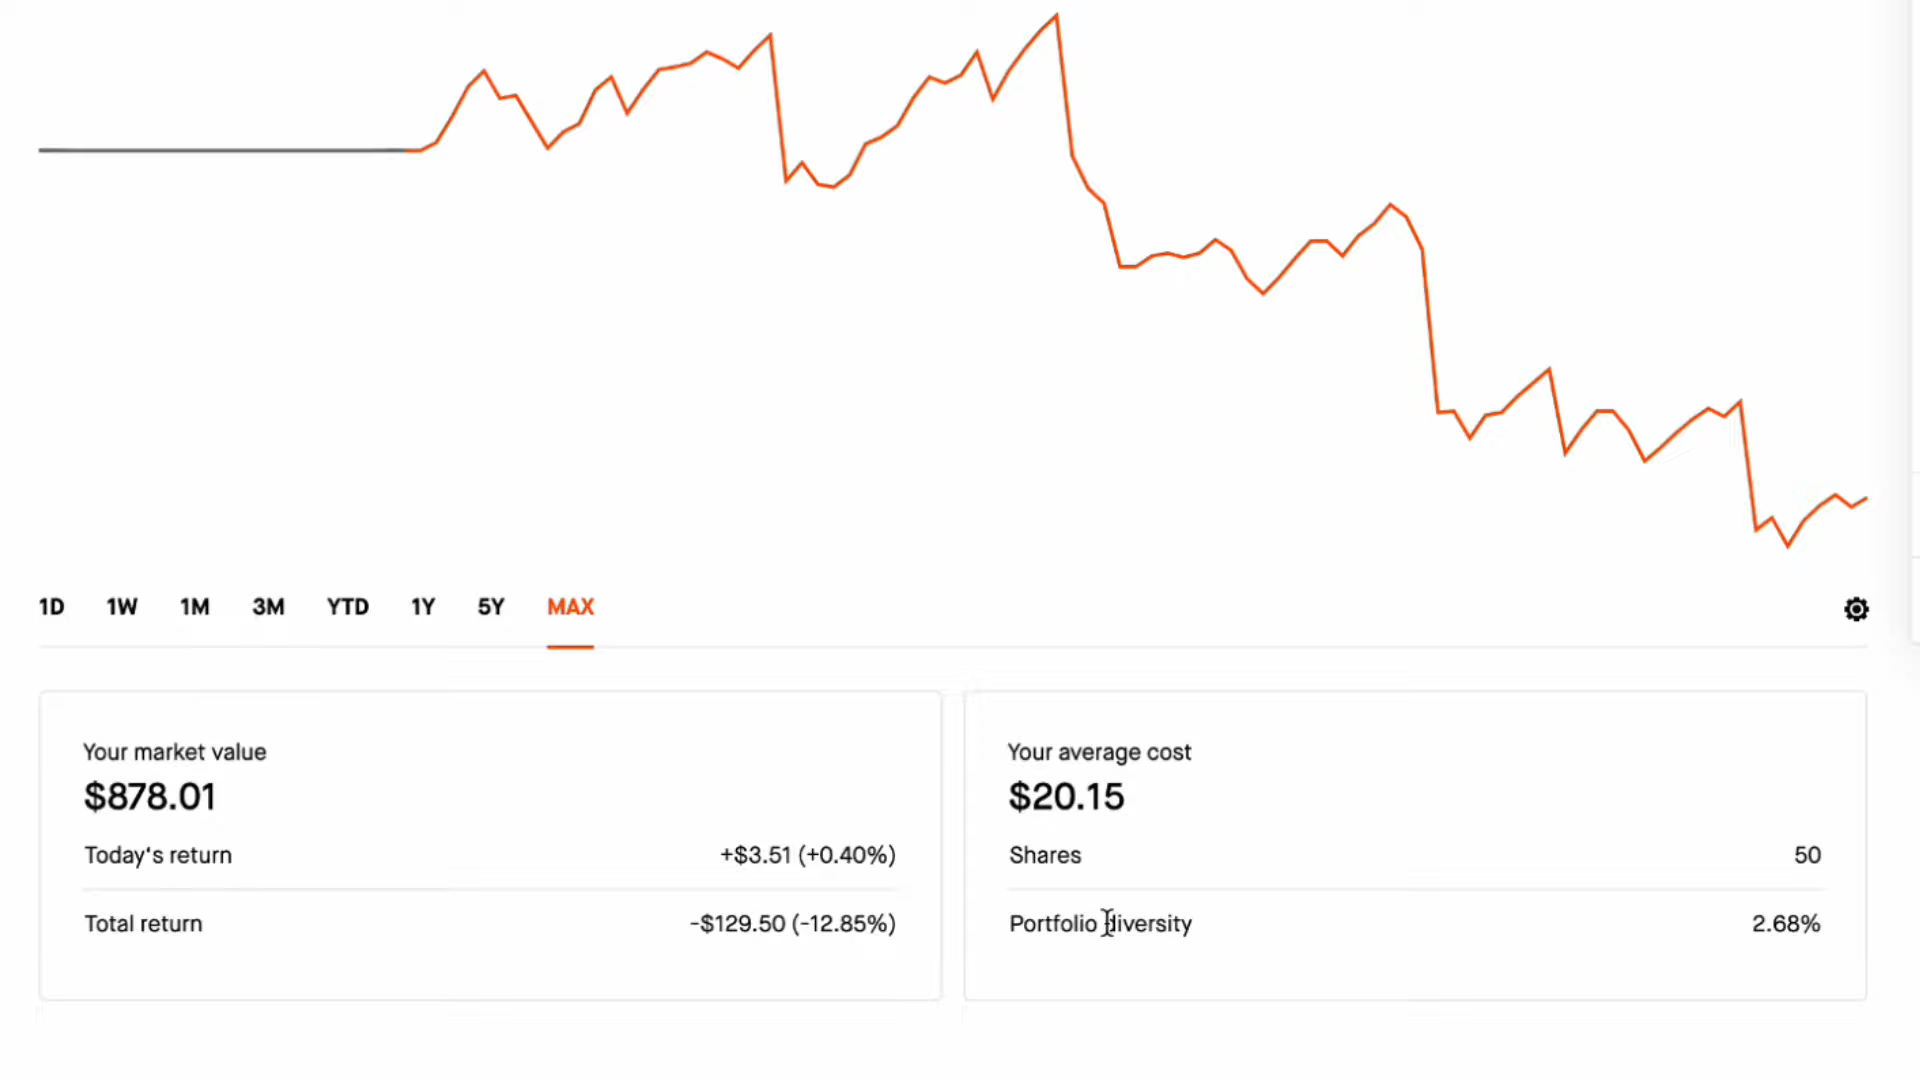 1D 1W 1M 3M YTD 1Y 5Y MAX
Your market value
$878.01
Today's return +$3.51 (+0.40%)
Total return -$129.50 (-12.85%)
Your average cost
$20.15
Shares 50
Portfolio diversity 2.68%